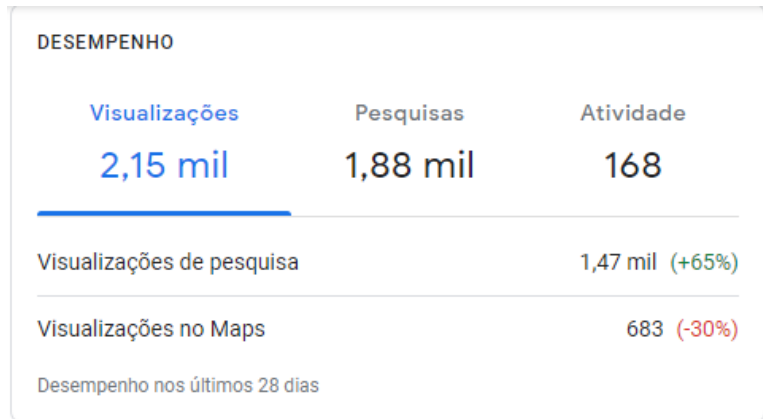 DESEMPENHO
Visualizações Pesquisas Atividade
2,15 mil 1,88 mil 168
Visualizações de pesquisa 1,47 mil (+65%)
Visualizações no Maps 683 (-30%)
Desempenho nos últimos 28 dias